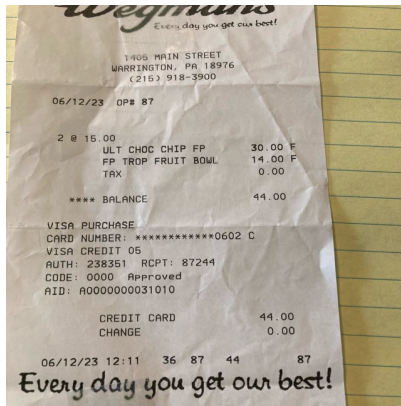 Wegmans
Every day you get our best!
1405 MAIN STREET
WARRINGTON, PA 18976
(215) 918-3900
06/12/23 OP# 87
2 @ 15.00
ULT CHOC CHIP FP 30.00 F
FP TROP FRUIT BOWL 14.00 F
TAX 0.00
**** BALANCE 44.00
VISA PURCHASE
CARD NUMBER: ************0602 C
VISA CREDIT 05
AUTH: 238351 RCPT: 87244
CODE: 0000 Approved
AID: A0000000031010
CREDIT CARD 44.00
CHANGE 0.00
06/12/23 12:11 36 87 44 87
Every day you get our best!